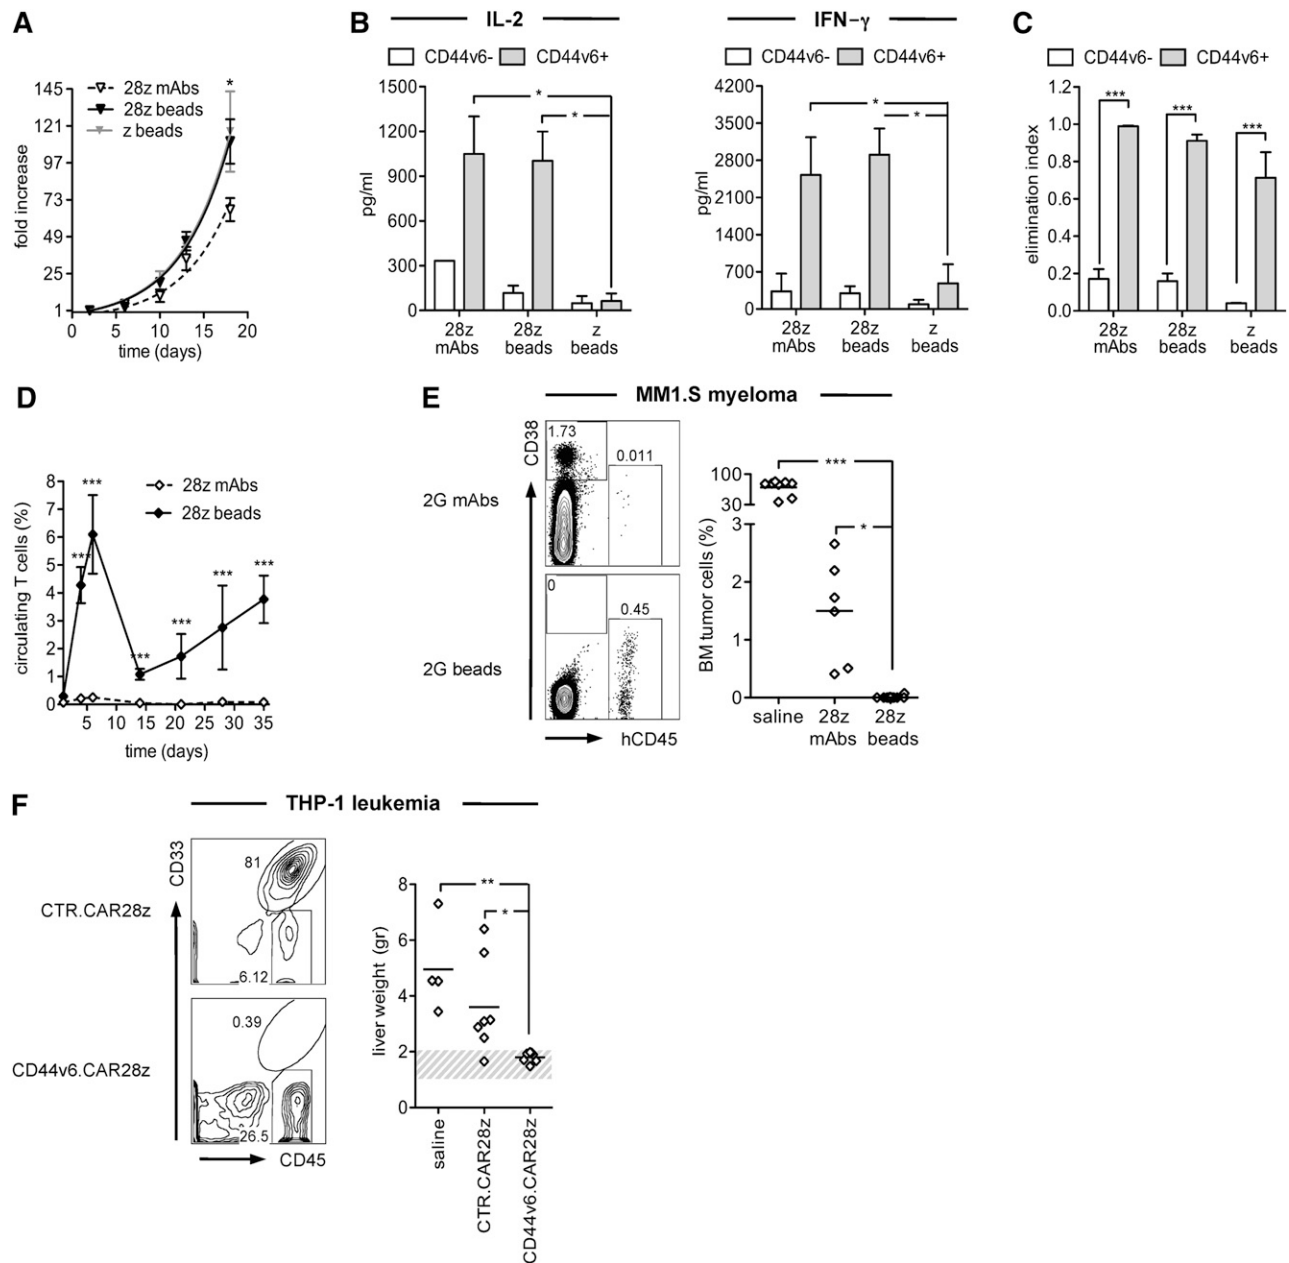 A
28z mAbs
28z beads
z beads
*
fold increase
145
121
97
73
49
25
1
0 5 10 15 20
time (days)
B
IL-2
CD44v6- CD44v6+
pg/ml
1500
1200
900
600
300
0
*
*
28z mAbs
28z beads
z beads
IFN-γ
CD44v6- CD44v6+
pg/ml
4200
3500
2800
2100
1400
700
0
*
*
28z mAbs
28z beads
z beads
C
CD44v6- CD44v6+
elimination index
1.2
1.0
0.8
0.6
0.4
0.2
0.0
***
***
***
28z mAbs
28z beads
z beads
D
28z mAbs
28z beads
circulating T cells (%)
8
7
6
5
4
3
2
1
0
***
***
***
***
***
***
5 10 15 20 25 30 35
time (days)
E
MM1.S myeloma
CD38
2G mAbs
1.73
0.011
2G beads
0
0.45
hCD45
BM tumor cells (%)
100
30
3
2
1
0
***
*
saline
28z mAbs
28z beads
F
THP-1 leukemia
CD33
CTR.CAR28z
81
6.12
CD44v6.CAR28z
0.39
26.5
CD45
liver weight (gr)
8
6
4
2
0
**
*
saline
CTR.CAR28z
CD44v6.CAR28z